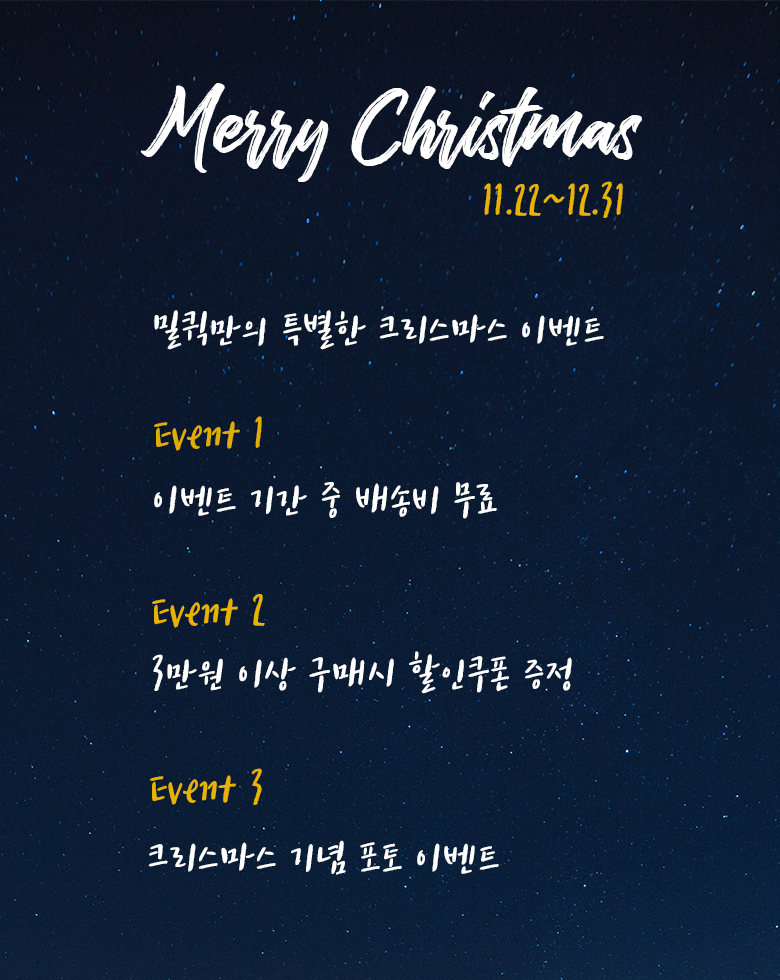 Merry Christmas
11.22~12.31
밀퀵만의 특별한 크리스마스 이벤트
Event 1
이벤트 기간 중 배송비 무료
Event 2
3만원 이상 구매시 할인쿠폰 증정
Event 3
크리스마스 기념 포토 이벤트